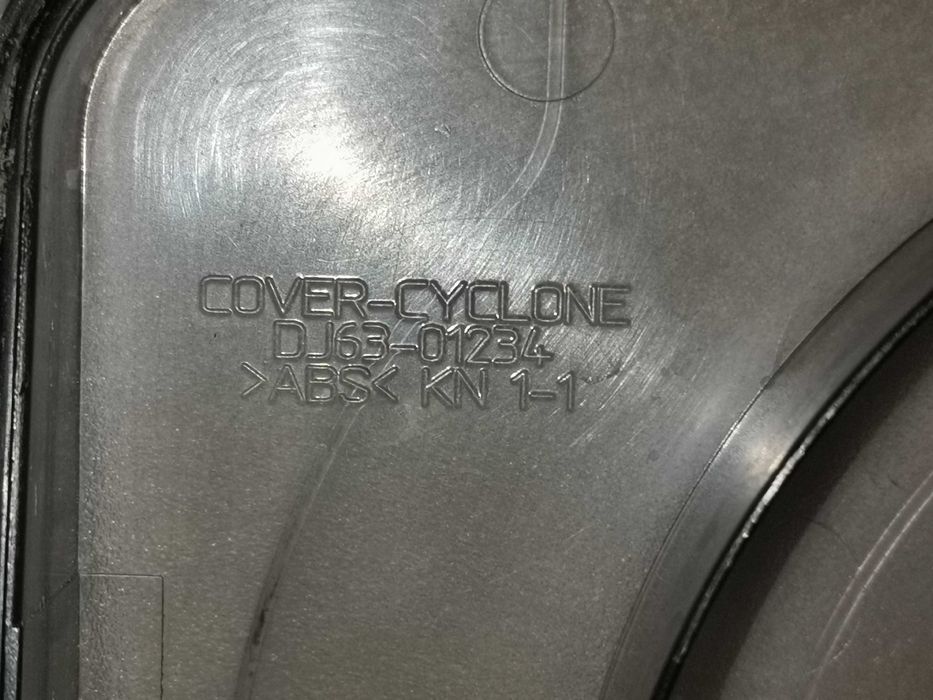 COVER-CYCLONE
DJ63-01234
>ABS< KN 1-1